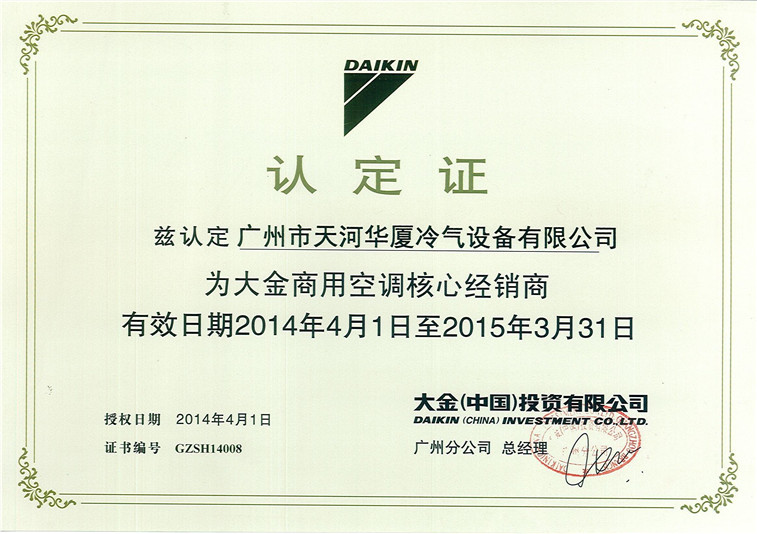 DAIKIN
认定证
兹认定 广州市天河华厦冷气设备有限公司
为大金商用空调核心经销商
有效日期2014年4月1日至2015年3月31日
大金(中国)投资有限公司
DAIKIN (CHINA) INVESTMENT CO.,LTD.
授权日期 2014年4月1日
广州分公司 总经理
证书编号 GZSH14008